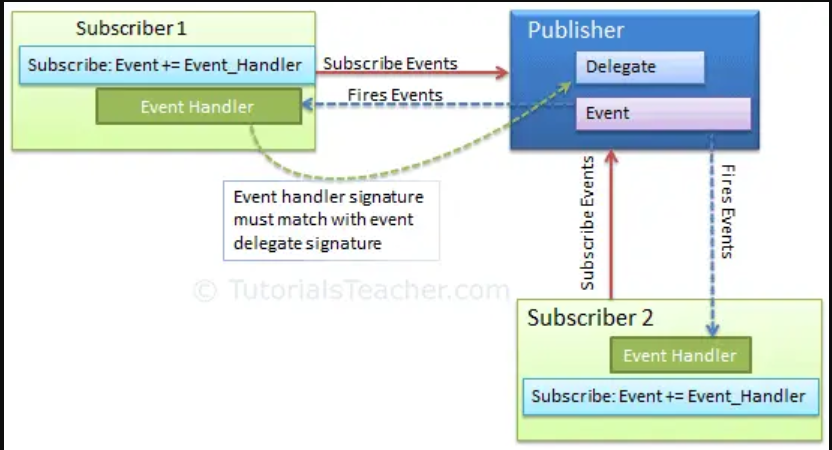 Subscriber 1
Subscribe: Event += Event_Handler
Event Handler
Subscribe Events
Fires Events
Publisher
Delegate
Event
Event handler signature
must match with event
delegate signature
Subscribe Events
Fires Events
© TutorialsTeacher.com
Subscriber 2
Event Handler
Subscribe: Event += Event_Handler